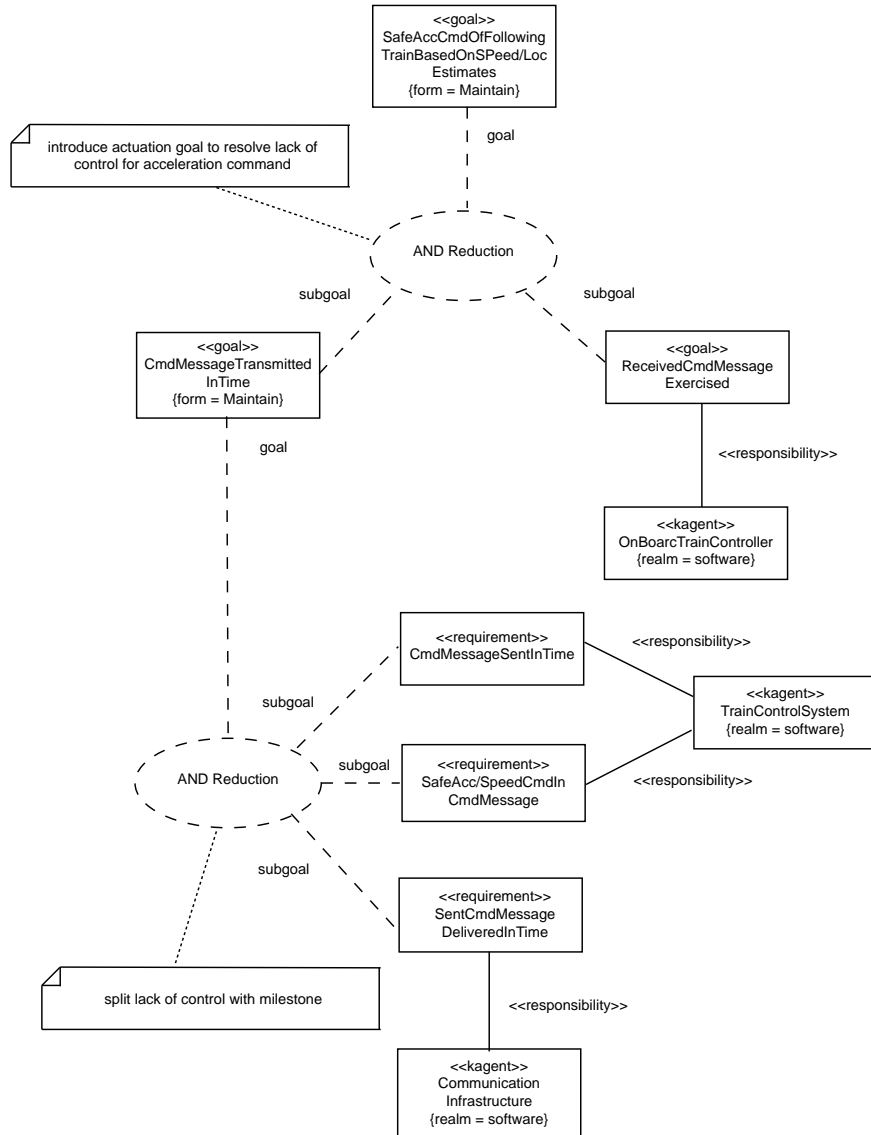 <<goal>>
SafeAccCmdOfFollowing
TrainBasedOnSPeed/Loc
Estimates
{form = Maintain}
goal
introduce actuation goal to resolve lack of
control for acceleration command
AND Reduction
subgoal
subgoal
<<goal>>
CmdMessageTransmitted
InTime
{form = Maintain}
<<goal>>
ReceivedCmdMessage
Exercised
goal
<<responsibility>>
<<kagent>>
OnBoarcTrainController
{realm = software}
<<requirement>>
CmdMessageSentInTime
<<responsibility>>
<<kagent>>
TrainControlSystem
{realm = software}
subgoal
AND Reduction
subgoal
<<requirement>>
SafeAcc/SpeedCmdIn
CmdMessage
<<responsibility>>
subgoal
<<requirement>>
SentCmdMessage
DeliveredInTime
split lack of control with milestone
<<responsibility>>
<<kagent>>
Communication
Infrastructure
{realm = software}